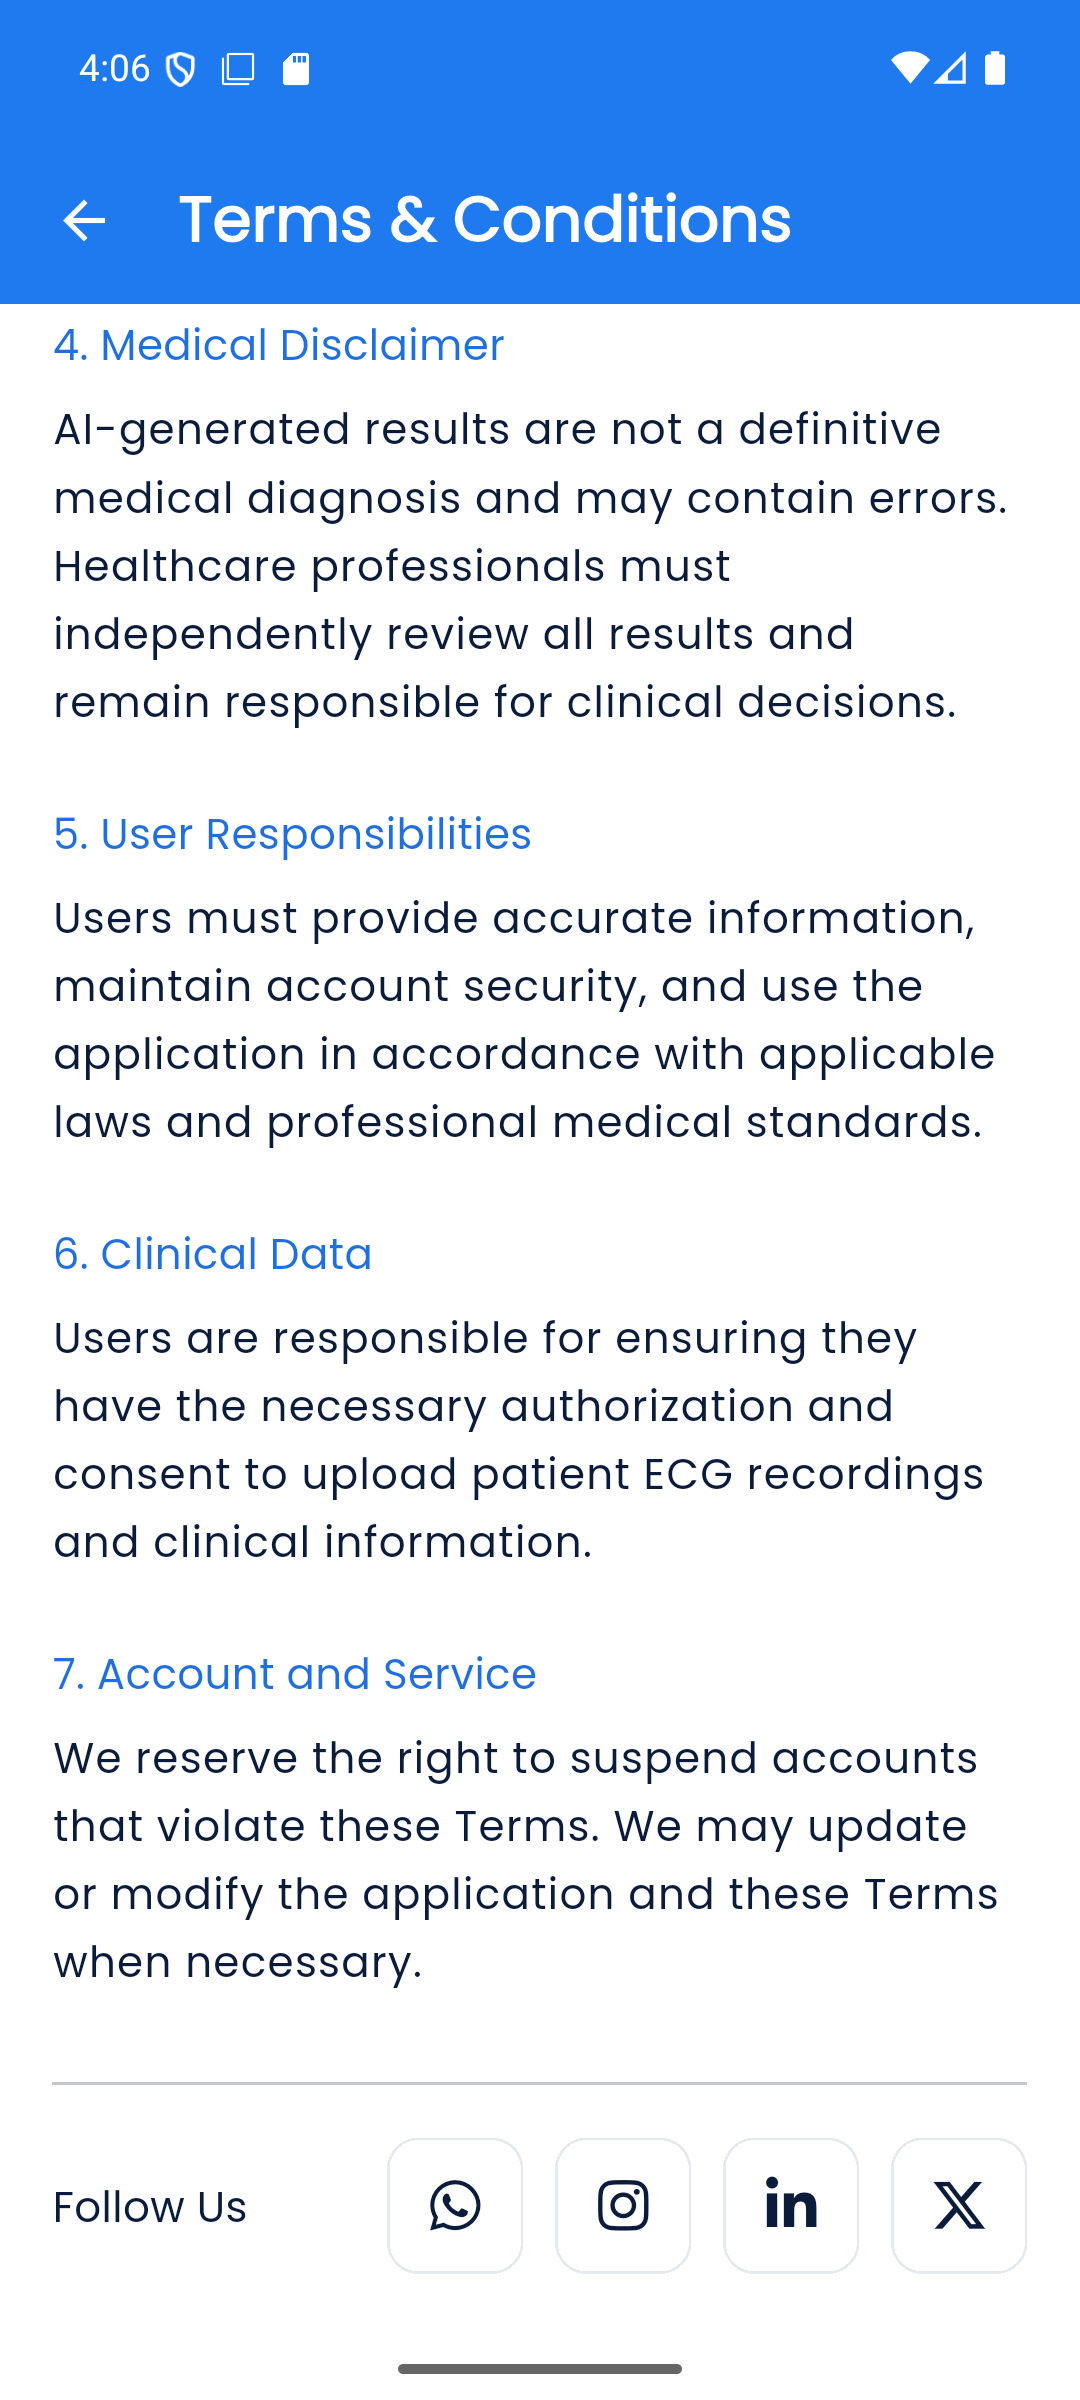 4:06
Terms & Conditions
4. Medical Disclaimer
AI-generated results are not a definitive
medical diagnosis and may contain errors.
Healthcare professionals must
independently review all results and
remain responsible for clinical decisions.
5. User Responsibilities
Users must provide accurate information,
maintain account security, and use the
application in accordance with applicable
laws and professional medical standards.
6. Clinical Data
Users are responsible for ensuring they
have the necessary authorization and
consent to upload patient ECG recordings
and clinical information.
7. Account and Service
We reserve the right to suspend accounts
that violate these Terms. We may update
or modify the application and these Terms
when necessary.
Follow Us